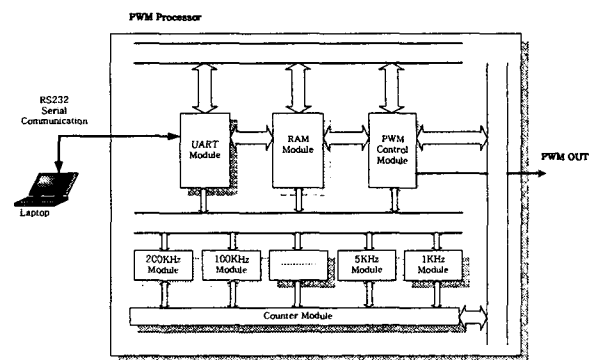 PWM Processor
RS232
Serial
Communication
Laptop
UART
Module
RAM
Module
PWM
Control
Module
PWM OUT
200KHz
Module
100KHz
Module
............
5KHz
Module
1KHz
Module
Counter Module